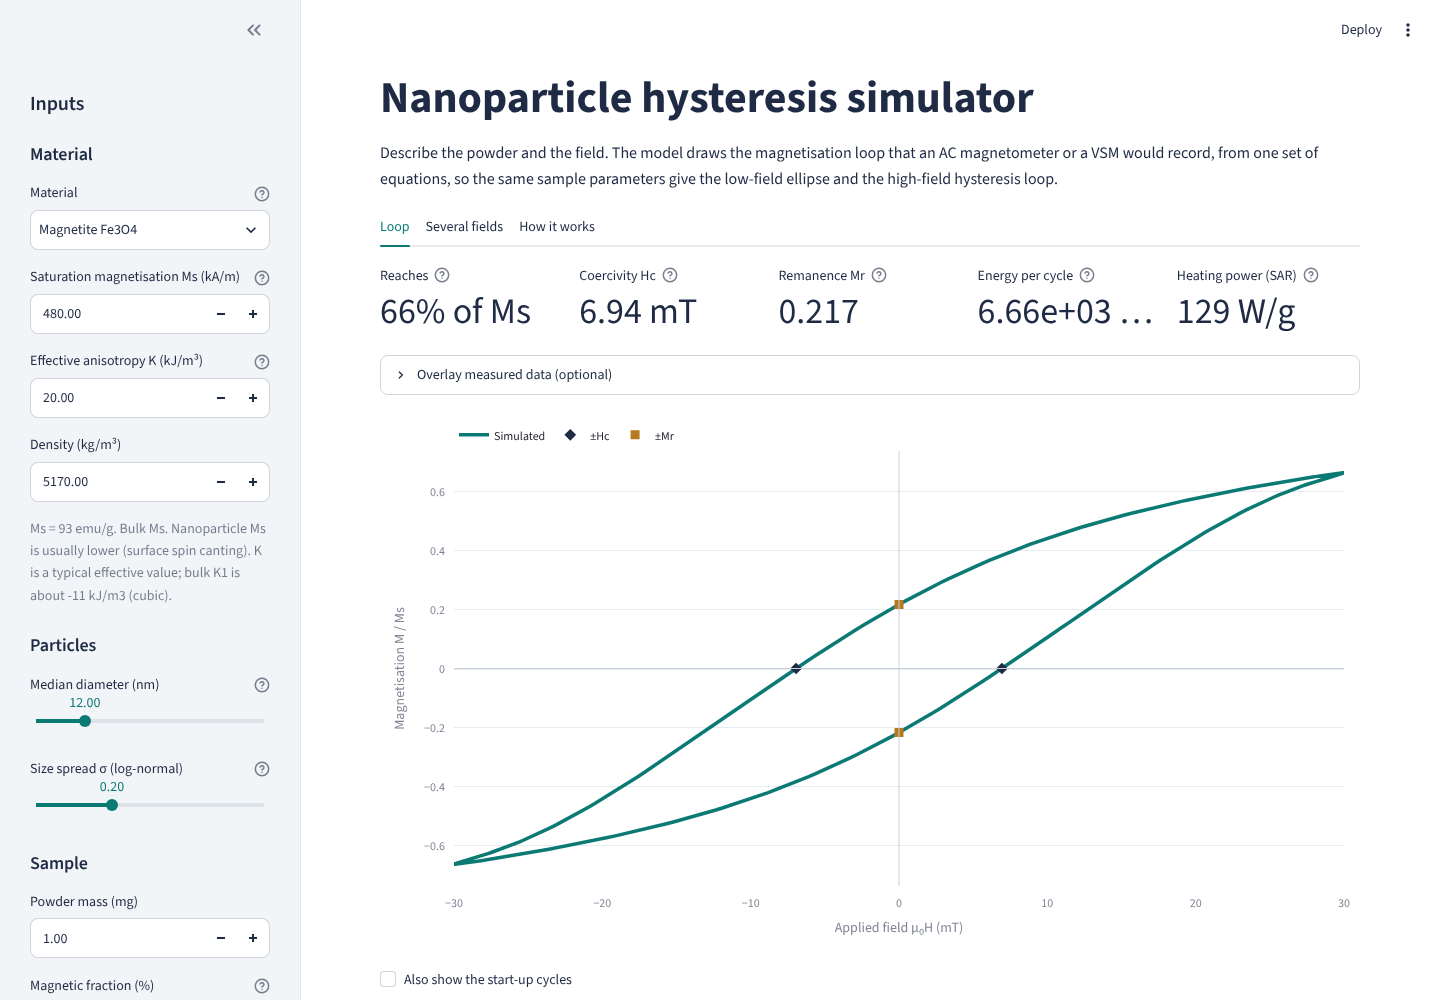 Deploy
Inputs
Material
Material
Magnetite Fe3O4
Saturation magnetisation Ms (kA/m)
480.00
Effective anisotropy K (kJ/m³)
20.00
Density (kg/m³)
5170.00
Ms = 93 emu/g. Bulk Ms. Nanoparticle Ms
is usually lower (surface spin canting). K
is a typical effective value; bulk K1 is
about -11 kJ/m3 (cubic).
Particles
Median diameter (nm)
12.00
Size spread σ (log-normal)
0.20
Sample
Powder mass (mg)
1.00
Magnetic fraction (%)
Nanoparticle hysteresis simulator
Describe the powder and the field. The model draws the magnetisation loop that an AC magnetometer or a VSM would record, from one set of
equations, so the same sample parameters give the low-field ellipse and the high-field hysteresis loop.
Loop Several fields How it works
Reaches Coercivity Hc Remanence Mr Energy per cycle Heating power (SAR)
66% of Ms 6.94 mT 0.217 6.66e+03 … 129 W/g
Overlay measured data (optional)
Simulated ±Hc ±Mr
0.6
0.4
0.2
0
−0.2
−0.4
−0.6
Magnetisation M / Ms
−30 −20 −10 0 10 20 30
Applied field μ₀H (mT)
Also show the start-up cycles